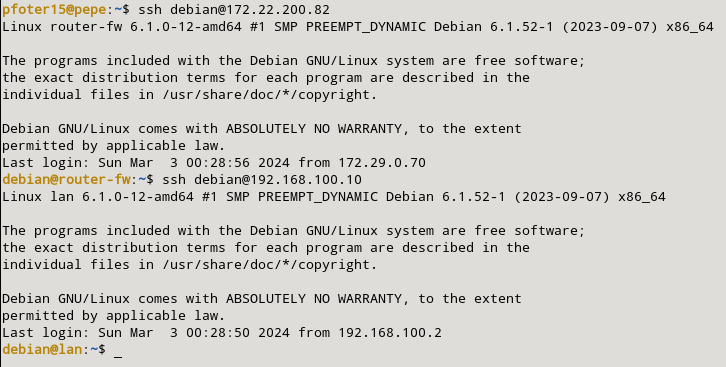 pfoter15@pepe:~$ ssh debian@172.22.200.82
Linux router-fw 6.1.0-12-amd64 #1 SMP PREEMPT_DYNAMIC Debian 6.1.52-1 (2023-09-07) x86_64

The programs included with the Debian GNU/Linux system are free software;
the exact distribution terms for each program are described in the
individual files in /usr/share/doc/*/copyright.

Debian GNU/Linux comes with ABSOLUTELY NO WARRANTY, to the extent
permitted by applicable law.
Last login: Sun Mar  3 00:28:56 2024 from 172.29.0.70
debian@router-fw:~$ ssh debian@192.168.100.10
Linux lan 6.1.0-12-amd64 #1 SMP PREEMPT_DYNAMIC Debian 6.1.52-1 (2023-09-07) x86_64

The programs included with the Debian GNU/Linux system are free software;
the exact distribution terms for each program are described in the
individual files in /usr/share/doc/*/copyright.

Debian GNU/Linux comes with ABSOLUTELY NO WARRANTY, to the extent
permitted by applicable law.
Last login: Sun Mar  3 00:28:50 2024 from 192.168.100.2
debian@lan:~$ _